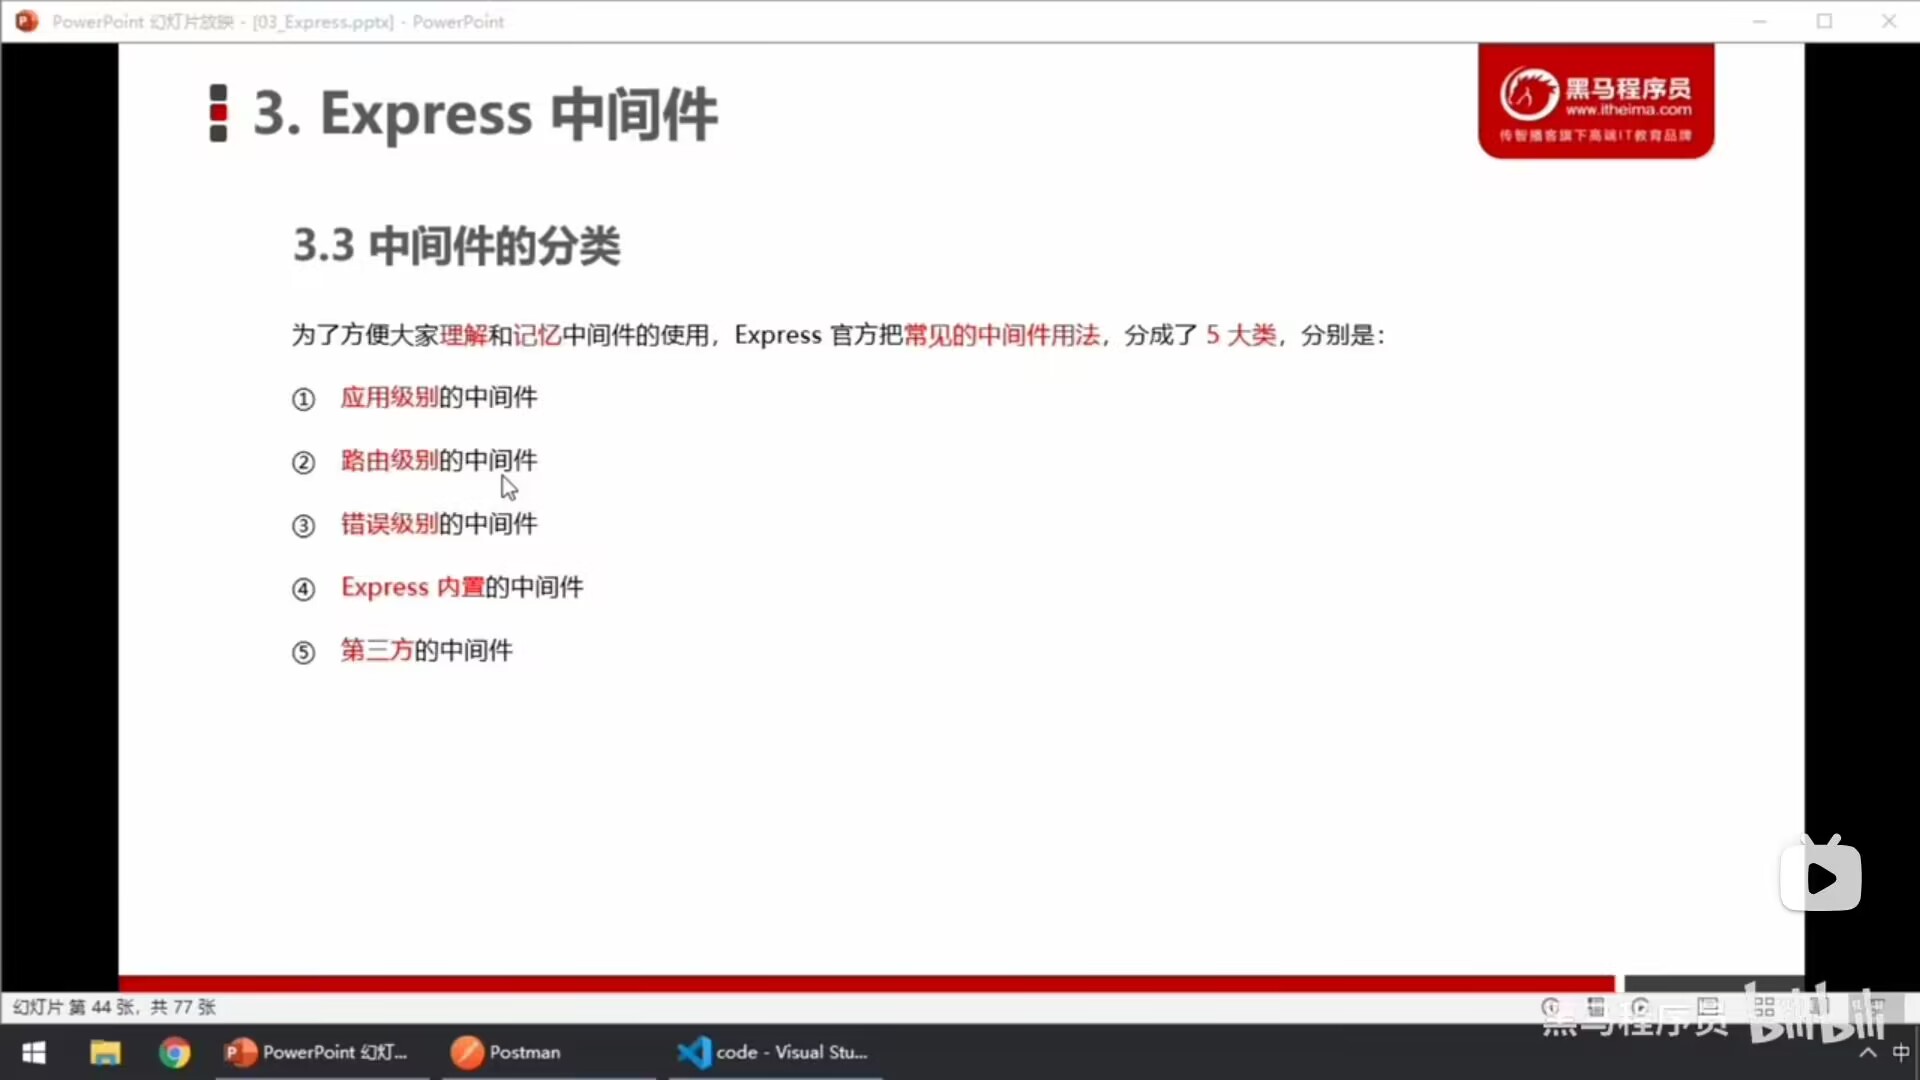 PowerPoint 幻灯片放映 - [03_Express.pptx] - PowerPoint
3. Express 中间件
黑马程序员
www.itheima.com
传智播客旗下高端IT教育品牌
3.3 中间件的分类
为了方便大家理解和记忆中间件的使用，Express 官方把常见的中间件用法，分成了 5 大类，分别是：
① 应用级别的中间件
② 路由级别的中间件
③ 错误级别的中间件
④ Express 内置的中间件
⑤ 第三方的中间件
幻灯片 第 44 张，共 77 张
黑马程序员 bilibili
PowerPoint 幻灯... Postman code - Visual Stu... 中